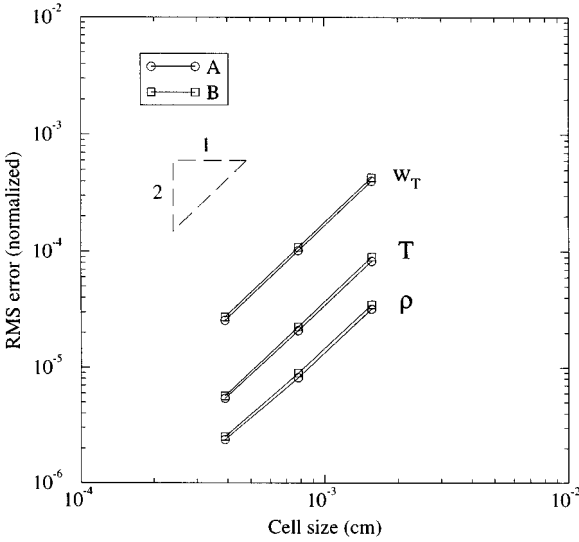 10⁻²
A
B
10⁻³
1
2
w_T
RMS error (normalized)
10⁻⁴
T
ρ
10⁻⁵
10⁻⁶
10⁻⁴
10⁻³
10⁻²
Cell size (cm)